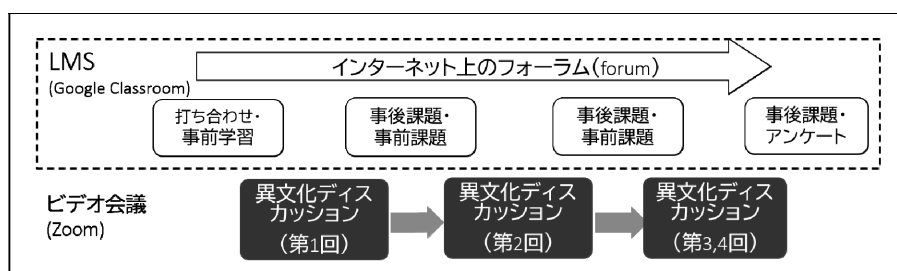 LMS
(Google Classroom)
インターネット上のフォーラム(forum)
打ち合わせ・
事前学習
事後課題・
事前課題
事後課題・
事前課題
事後課題・
アンケート
ビデオ会議
(Zoom)
異文化ディス
カッション
(第1回)
異文化ディス
カッション
(第2回)
異文化ディス
カッション
(第3,4回)